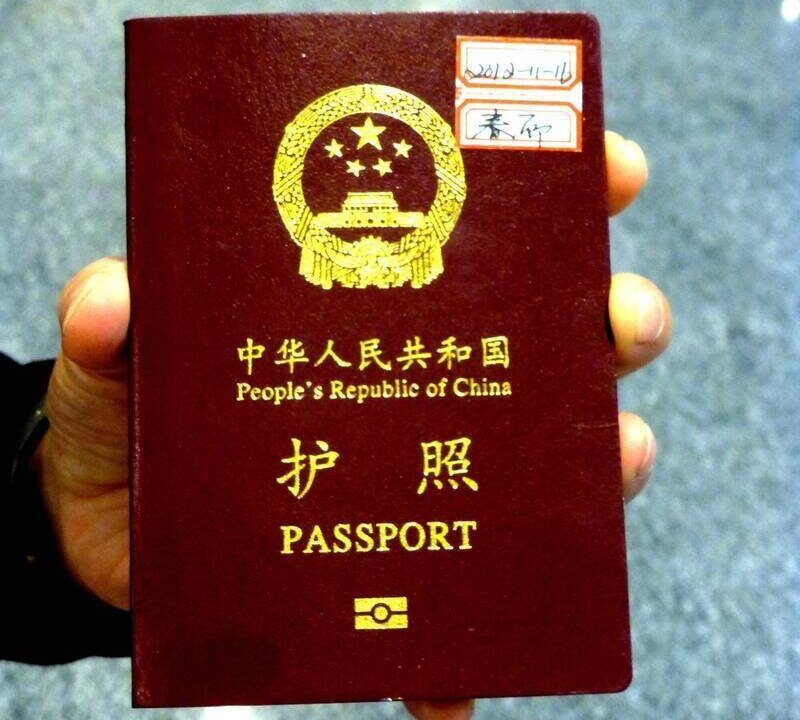 2012-11-16
中华人民共和国
People's Republic of China
护 照
PASSPORT